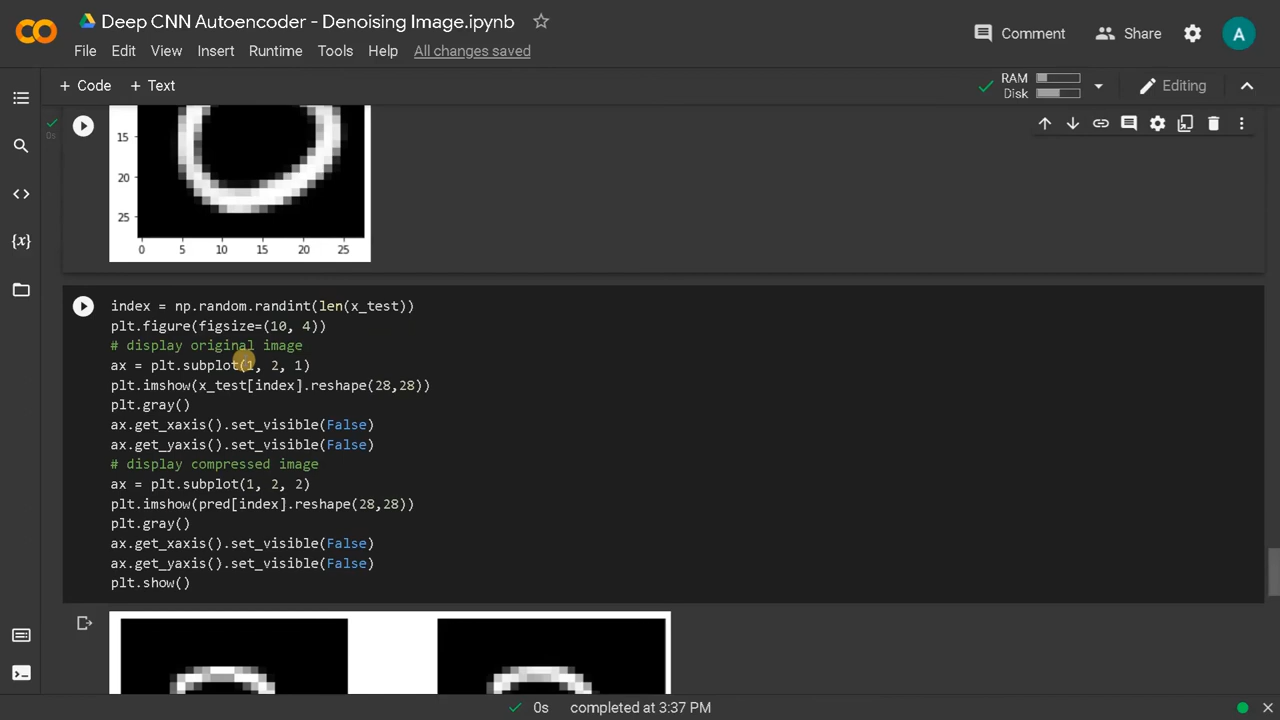 Deep CNN Autoencoder - Denoising Image.ipynb
Comment
Share
A
File Edit View Insert Runtime Tools Help All changes saved
+ Code + Text
RAM
Disk
Editing
15
20
25
0 5 10 15 20 25
0s
index = np.random.randint(len(x_test))
plt.figure(figsize=(10, 4))
# display original image
ax = plt.subplot(1, 2, 1)
plt.imshow(x_test[index].reshape(28,28))
plt.gray()
ax.get_xaxis().set_visible(False)
ax.get_yaxis().set_visible(False)
# display compressed image
ax = plt.subplot(1, 2, 2)
plt.imshow(pred[index].reshape(28,28))
plt.gray()
ax.get_xaxis().set_visible(False)
ax.get_yaxis().set_visible(False)
plt.show()
0s completed at 3:37 PM